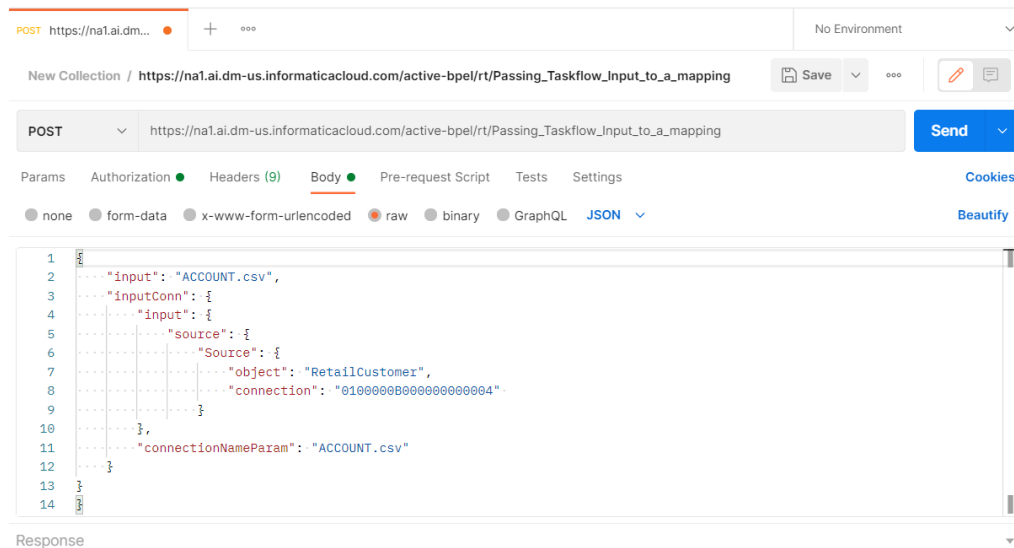 POST https://na1.ai.dm... No Environment
New Collection / https://na1.ai.dm-us.informaticacloud.com/active-bpel/rt/Passing_Taskflow_Input_to_a_mapping Save
POST https://na1.ai.dm-us.informaticacloud.com/active-bpel/rt/Passing_Taskflow_Input_to_a_mapping Send
Params Authorization Headers (9) Body Pre-request Script Tests Settings Cookies
none form-data x-www-form-urlencoded raw binary GraphQL JSON Beautify
1 {
2 "input": "ACCOUNT.csv",
3 "inputConn": {
4 "input": {
5 "source": {
6 "Source": {
7 "object": "RetailCustomer",
8 "connection": "0100000B000000000004"
9 }
10 },
11 "connectionNameParam": "ACCOUNT.csv"
12 }
13 }
14 }
Response